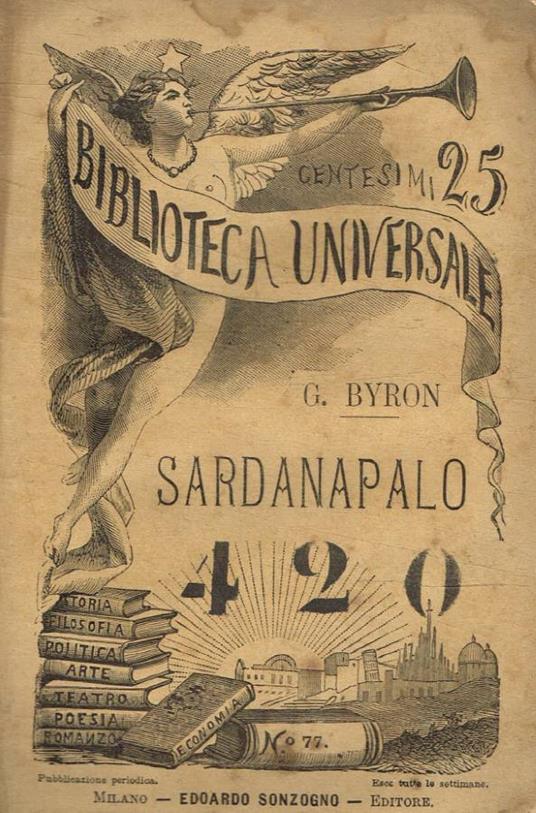 CENTESIMI 25
BIBLIOTECA UNIVERSALE
G. BYRON
SARDANAPALO
420
STORIA
FILOSOFIA
POLITICA
ARTE
TEATRO
POESIA
ROMANZO
ECONOMIA
N.o 77.
Pubblicazione periodica.
Esce tutte le settimane.
MILANO — EDOARDO SONZOGNO — EDITORE.